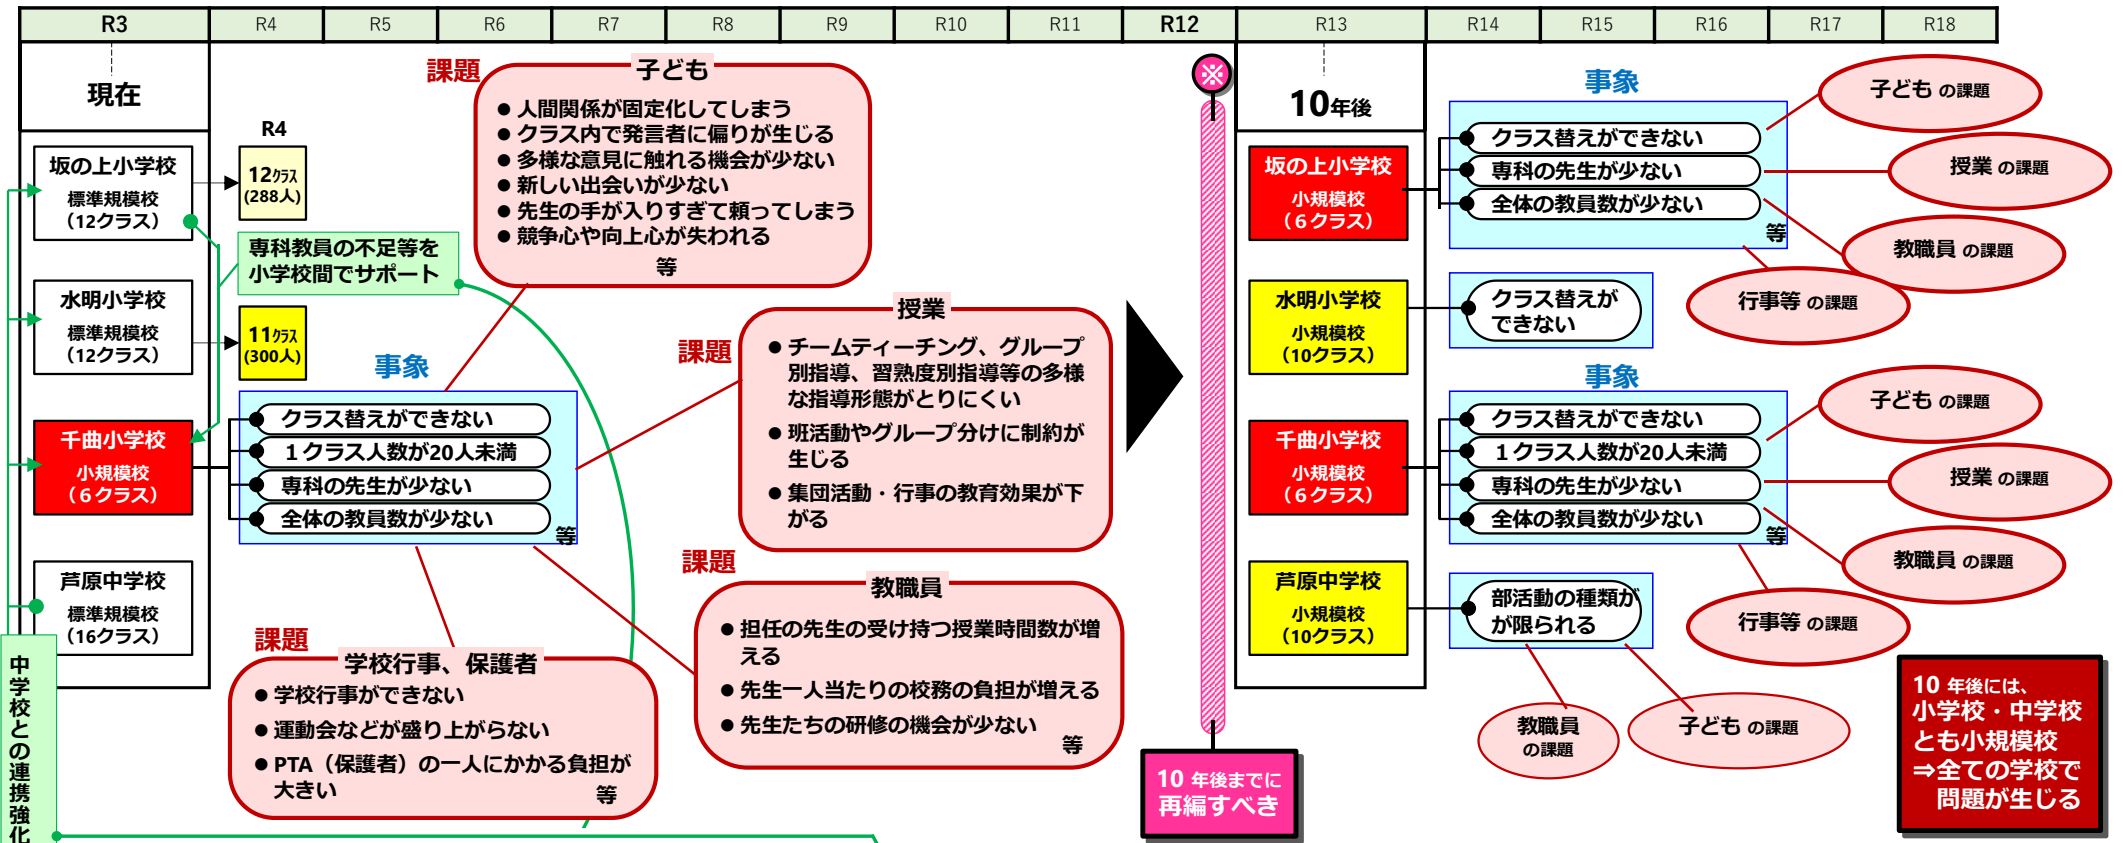 R3
R4
R5
R6
R7
R8
R9
R10
R11
R12
R13
R14
R15
R16
R17
R18
現在
坂の上小学校
標準規模校
(12クラス)
R4
12クラス
(288人)
水明小学校
標準規模校
(12クラス)
11クラス
(300人)
千曲小学校
小規模校
(６クラス)
芦原中学校
標準規模校
(16クラス)
中学校との連携強化
専科教員の不足等を
小学校間でサポート
事象
クラス替えができない
１クラス人数が20人未満
専科の先生が少ない
全体の教員数が少ない
等
課題
子ども
● 人間関係が固定化してしまう
● クラス内で発言者に偏りが生じる
● 多様な意見に触れる機会が少ない
● 新しい出会いが少ない
● 先生の手が入りすぎて頼ってしまう
● 競争心や向上心が失われる
等
課題
授業
● チームティーチング、グループ
別指導、習熟度別指導等の多様
な指導形態がとりにくい
● 班活動やグループ分けに制約が
生じる
● 集団活動・行事の教育効果が下
がる
課題
教職員
● 担任の先生の受け持つ授業時間数が増
える
● 先生一人当たりの校務の負担が増える
● 先生たちの研修の機会が少ない
等
課題
学校行事、保護者
● 学校行事ができない
● 運動会などが盛り上がらない
● PTA（保護者）の一人にかかる負担が
大きい
等
※
10 年後までに
再編すべき
10年後
坂の上小学校
小規模校
(６クラス)
水明小学校
小規模校
(10クラス)
千曲小学校
小規模校
(６クラス)
芦原中学校
小規模校
(10クラス)
事象
クラス替えができない
専科の先生が少ない
全体の教員数が少ない
等
子ども の課題
授業 の課題
教職員 の課題
行事等 の課題
クラス替えが
できない
事象
クラス替えができない
１クラス人数が20人未満
専科の先生が少ない
全体の教員数が少ない
等
子ども の課題
授業 の課題
教職員 の課題
行事等 の課題
部活動の種類が
が限られる
教職員
の課題
子ども の課題
10 年後には、
小学校・中学校
とも小規模校
⇒全ての学校で
問題が生じる